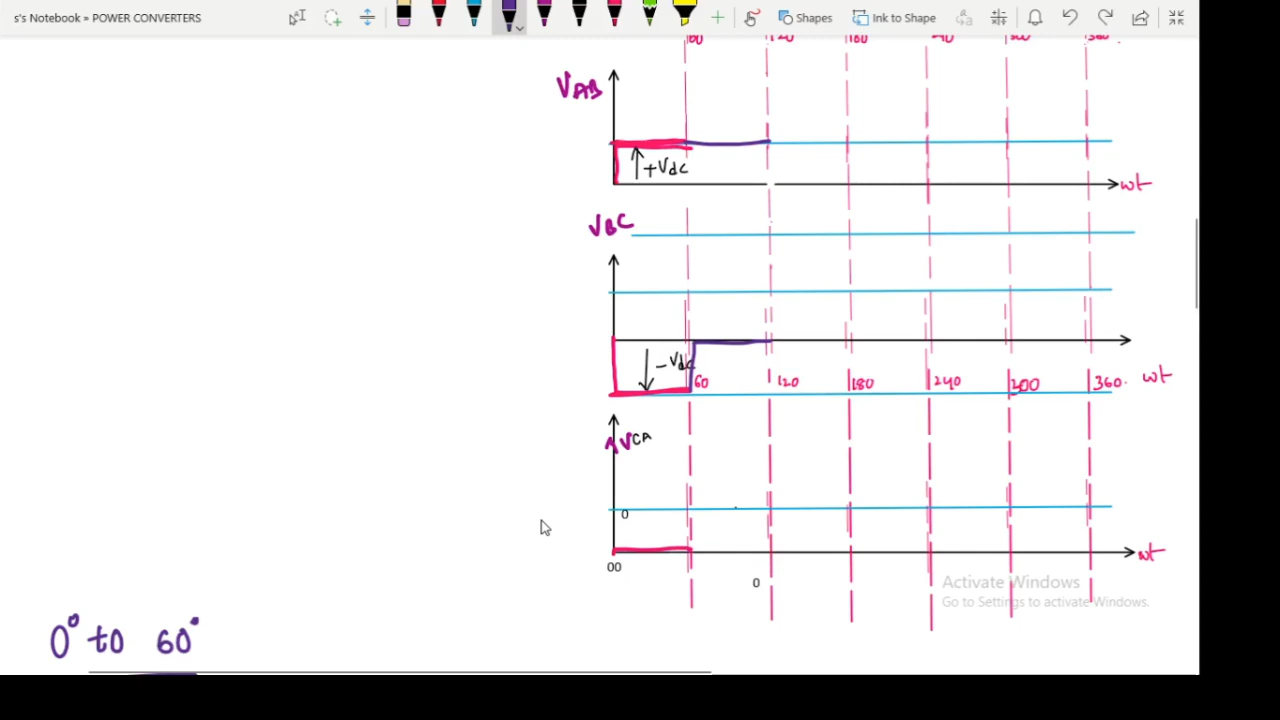 s's Notebook » POWER CONVERTERS
Shapes
Ink to Shape
60 120 180 240 300 360.
VAB
+Vdc
wt
VBC
-Vdc
60 120 180 240 300 360. wt
VCA
0
wt
00
0
Activate Windows
Go to Settings to activate Windows.
0° to 60°